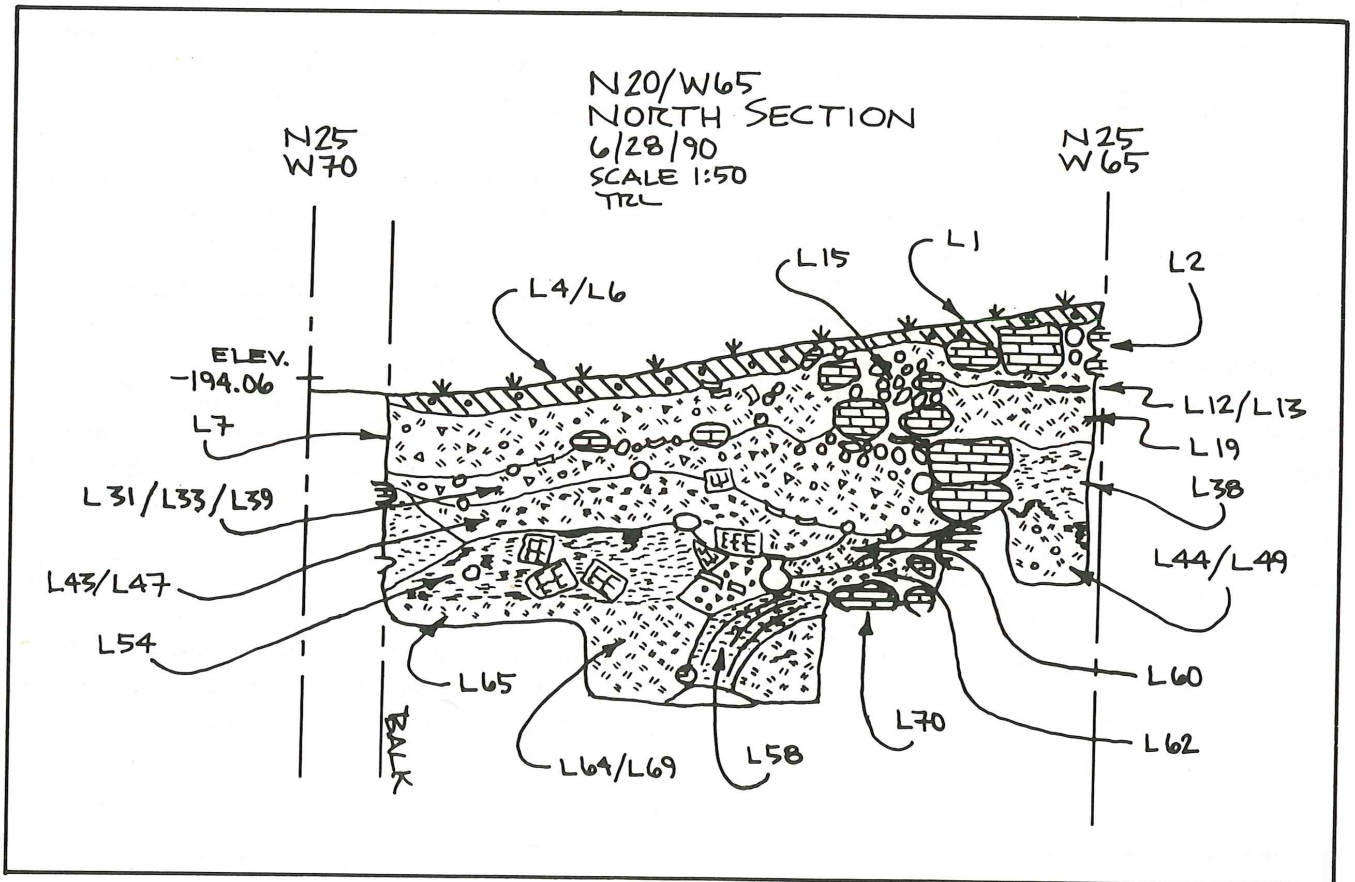 N20/W65
NORTH SECTION
6/28/90
SCALE 1:50
TRL
N25
W70
N25
W65
L15
L1
L2
L4/L6
ELEV.
-194.06
L7
L12/L13
L19
L31/L33/L39
L38
L43/L47
L44/L49
L54
L65
L60
L70
L62
BALK
L64/L69
L58